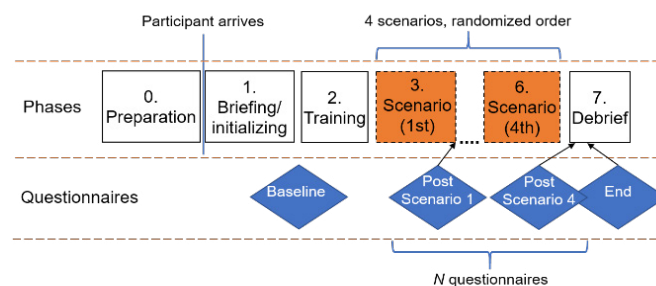 Participant arrives
4 scenarios, randomized order
Phases
0.
Preparation
1.
Briefing/
initializing
2.
Training
3.
Scenario
(1st)
....
6.
Scenario
(4th)
7.
Debrief
Questionnaires
Baseline
Post
Scenario 1
Post
Scenario 4
End
N questionnaires